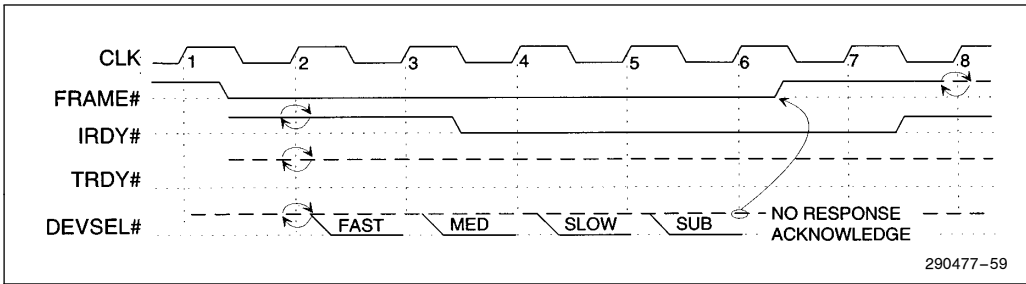 CLK 1 2 3 4 5 6 7 8
FRAME#
IRDY#
TRDY#
DEVSEL# FAST MED SLOW SUB NO RESPONSE
ACKNOWLEDGE
290477-59